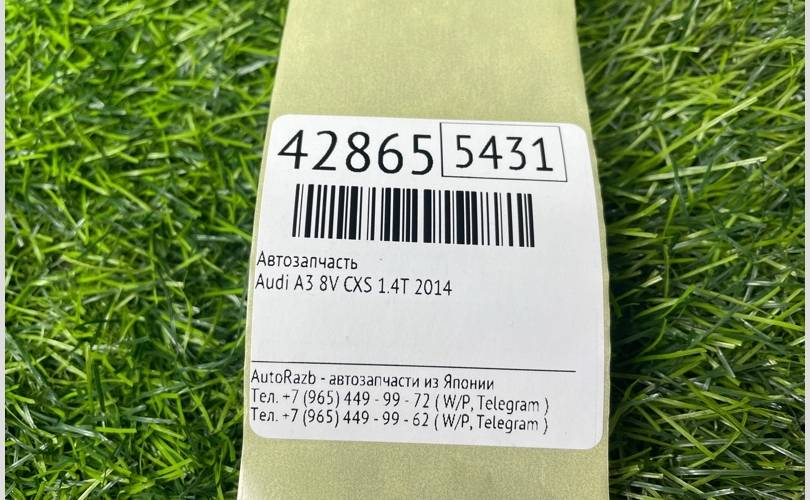 42865 5431
Автозапчасть
Audi A3 8V CXS 1.4T 2014
AutoRazb - автозапчасти из Японии
Тел. +7 (965) 449 - 99 - 72 ( W/P, Telegram )
Тел. +7 (965) 449 - 99 - 62 ( W/P, Telegram )